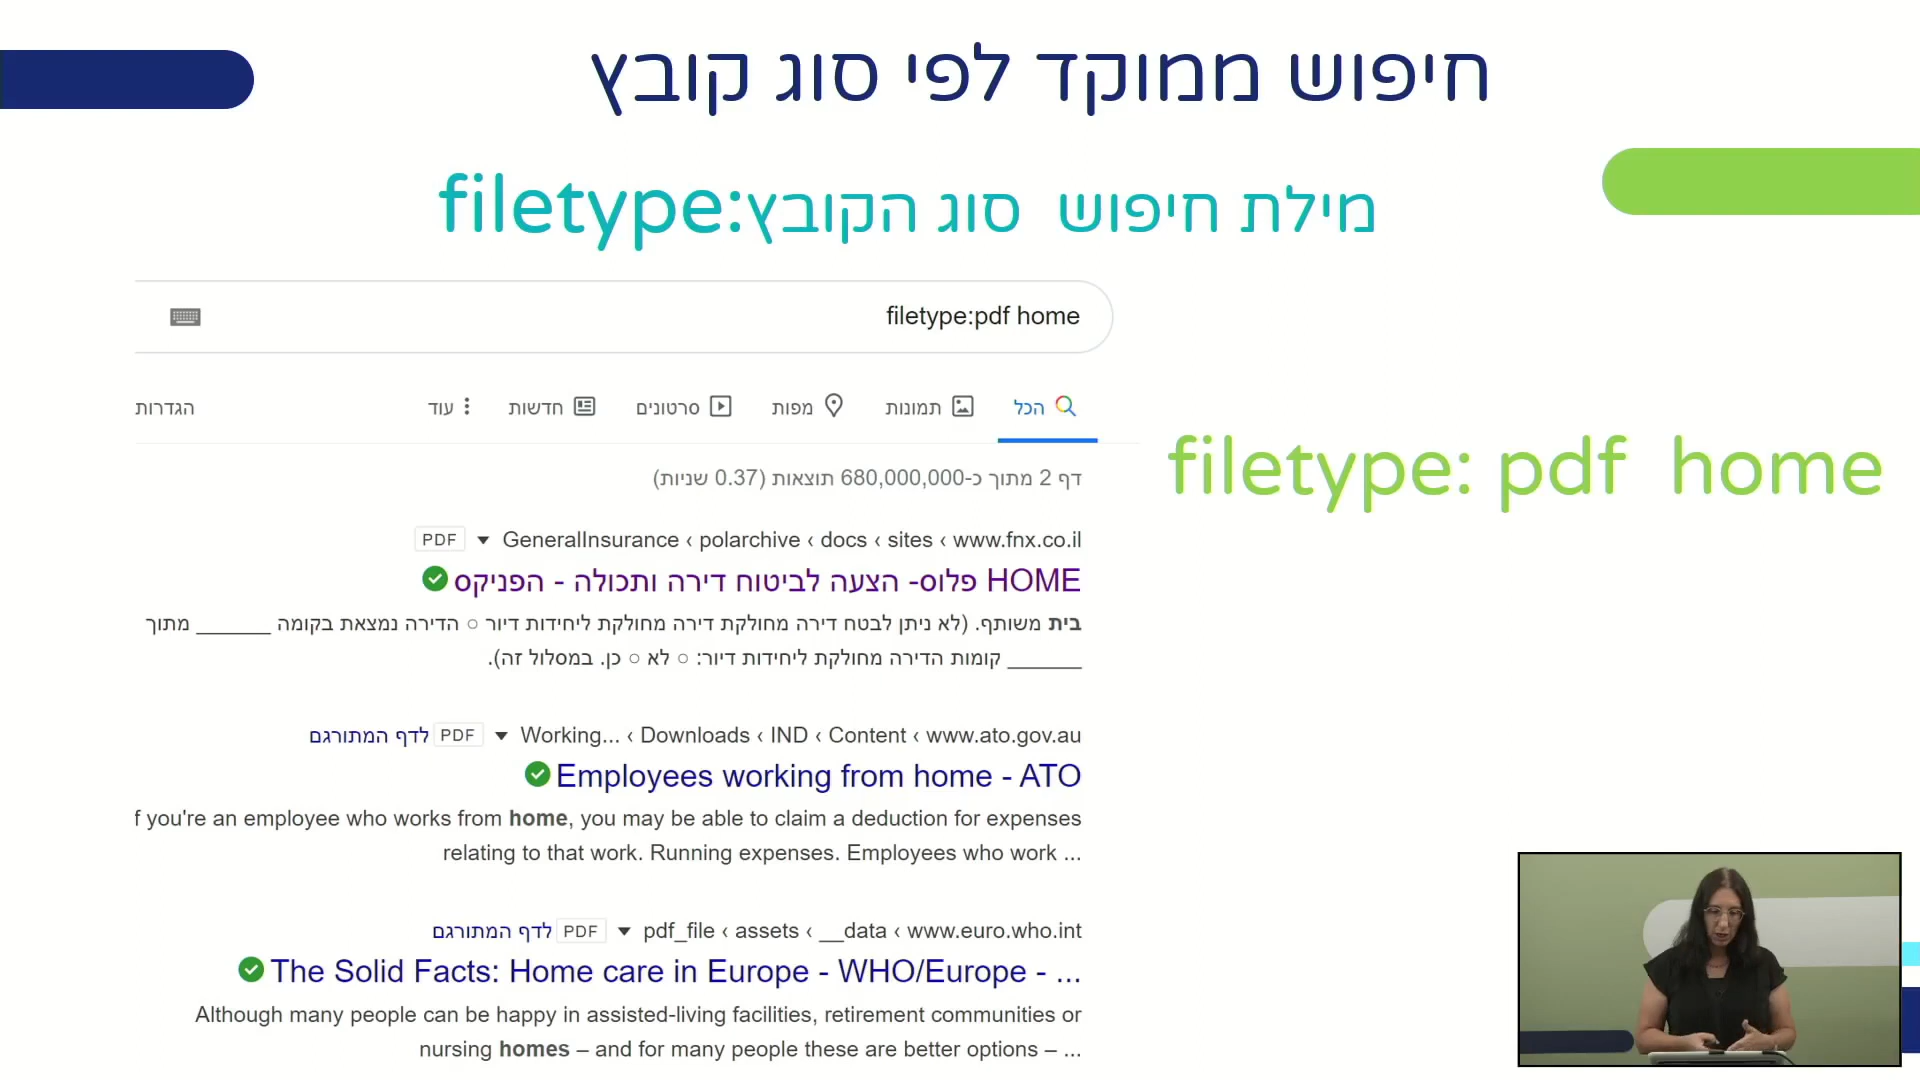 חיפוש ממוקד לפי סוג קובץ
filetype:מילת חיפוש סוג הקובץ
filetype:pdf home
הכל
תמונות
מפות
סרטונים
חדשות
עוד
הגדרות
filetype: pdf home
דף 2 מתוך כ-680,000,000 תוצאות (0.37 שניות)
www.fnx.co.il › sites › docs › polarchive › GeneralInsurance PDF
HOME פלוס- הצעה לביטוח דירה ותכולה - הפניקס
בית משותף. (לא ניתן לבטח דירה מחולקת דירה מחולקת ליחידות דיור ○ הדירה נמצאת בקומה ______ מתוך
______ קומות הדירה מחולקת ליחידות דיור: ○ לא ○ כן. במסלול זה).
www.ato.gov.au › Content › IND › Downloads › Working... PDF לדף המתורגם
Employees working from home - ATO
f you're an employee who works from home, you may be able to claim a deduction for expenses
relating to that work. Running expenses. Employees who work ...
www.euro.who.int › __data › assets › pdf_file PDF לדף המתורגם
The Solid Facts: Home care in Europe - WHO/Europe - ...
Although many people can be happy in assisted-living facilities, retirement communities or
nursing homes – and for many people these are better options – ...